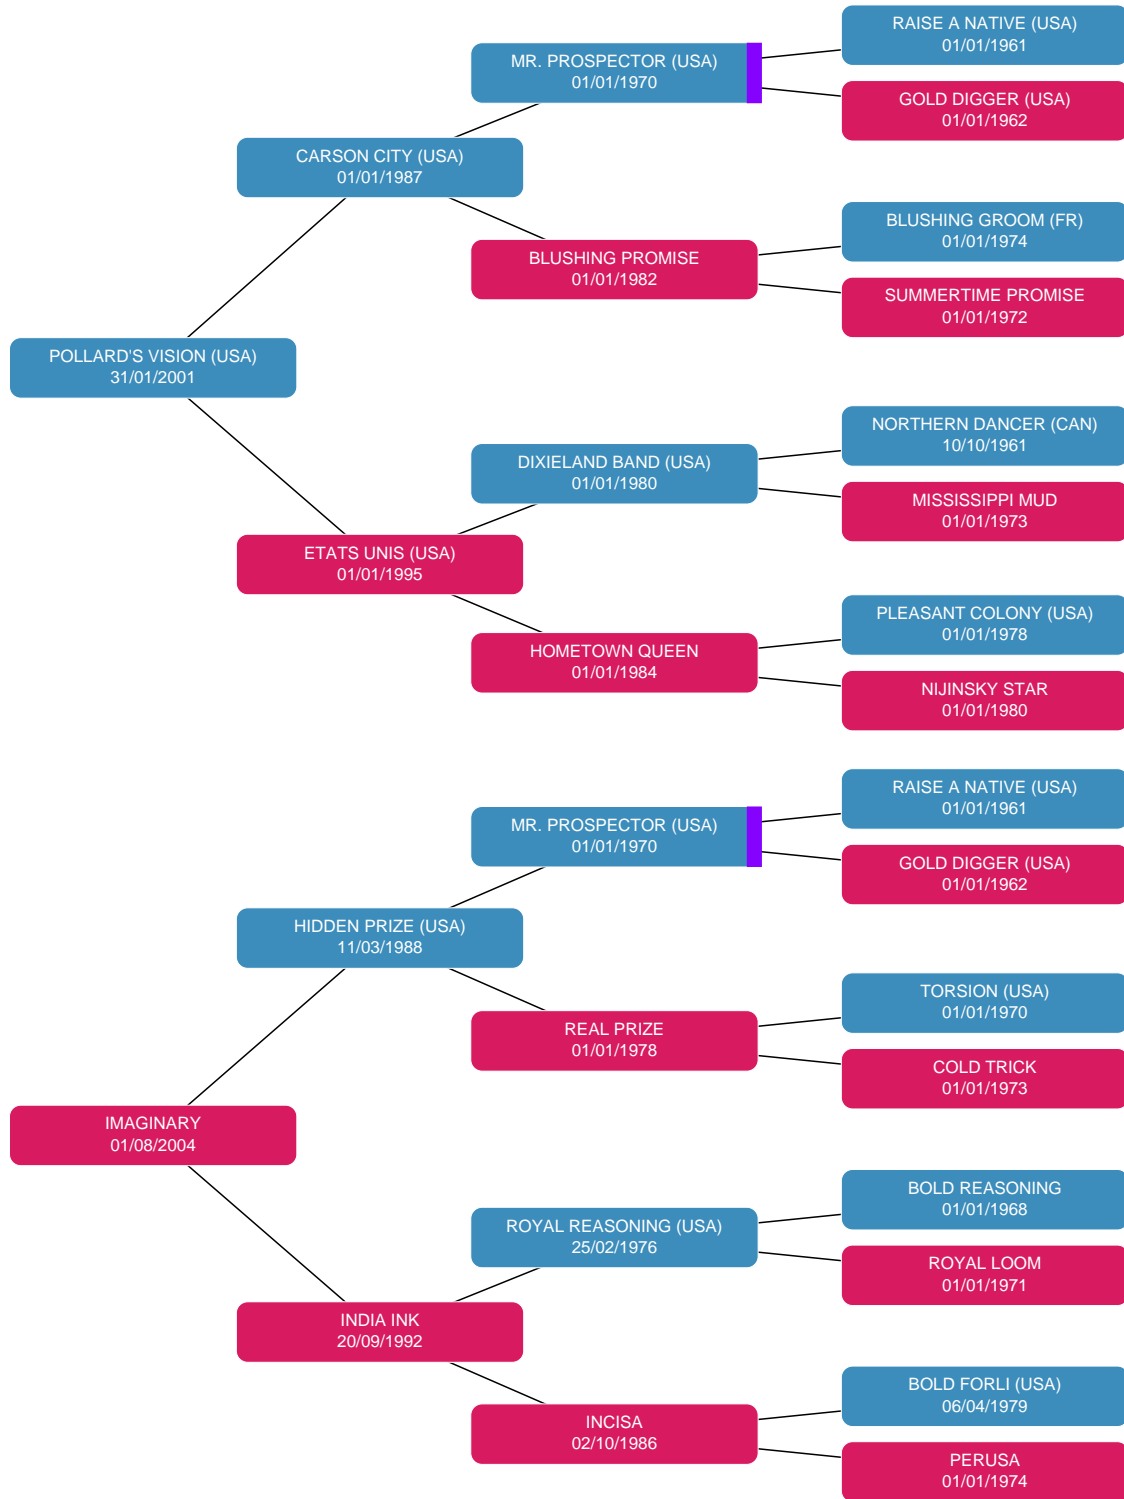 RAISE A NATIVE (USA)
01/01/1961
MR. PROSPECTOR (USA)
01/01/1970
GOLD DIGGER (USA)
01/01/1962
CARSON CITY (USA)
01/01/1987
BLUSHING GROOM (FR)
01/01/1974
BLUSHING PROMISE
01/01/1982
SUMMERTIME PROMISE
01/01/1972
POLLARD'S VISION (USA)
31/01/2001
NORTHERN DANCER (CAN)
10/10/1961
DIXIELAND BAND (USA)
01/01/1980
MISSISSIPPI MUD
01/01/1973
ETATS UNIS (USA)
01/01/1995
PLEASANT COLONY (USA)
01/01/1978
HOMETOWN QUEEN
01/01/1984
NIJINSKY STAR
01/01/1980
RAISE A NATIVE (USA)
01/01/1961
MR. PROSPECTOR (USA)
01/01/1970
GOLD DIGGER (USA)
01/01/1962
HIDDEN PRIZE (USA)
11/03/1988
TORSION (USA)
01/01/1970
REAL PRIZE
01/01/1978
COLD TRICK
01/01/1973
IMAGINARY
01/08/2004
BOLD REASONING
01/01/1968
ROYAL REASONING (USA)
25/02/1976
ROYAL LOOM
01/01/1971
INDIA INK
20/09/1992
BOLD FORLI (USA)
06/04/1979
INCISA
02/10/1986
PERUSA
01/01/1974